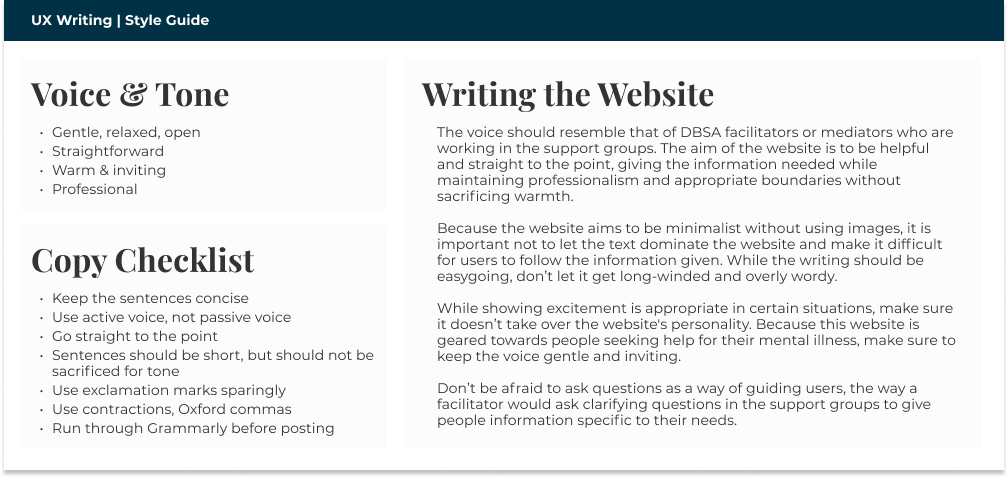 UX Writing | Style Guide
Voice & Tone
• Gentle, relaxed, open
• Straightforward
• Warm & inviting
• Professional
Copy Checklist
• Keep the sentences concise
• Use active voice, not passive voice
• Go straight to the point
• Sentences should be short, but should not be
sacrificed for tone
• Use exclamation marks sparingly
• Use contractions, Oxford commas
• Run through Grammarly before posting
Writing the Website
The voice should resemble that of DBSA facilitators or mediators who are
working in the support groups. The aim of the website is to be helpful
and straight to the point, giving the information needed while
maintaining professionalism and appropriate boundaries without
sacrificing warmth.
Because the website aims to be minimalist without using images, it is
important not to let the text dominate the website and make it difficult
for users to follow the information given. While the writing should be
easygoing, don’t let it get long-winded and overly wordy.
While showing excitement is appropriate in certain situations, make sure
it doesn’t take over the website's personality. Because this website is
geared towards people seeking help for their mental illness, make sure to
keep the voice gentle and inviting.
Don’t be afraid to ask questions as a way of guiding users, the way a
facilitator would ask clarifying questions in the support groups to give
people information specific to their needs.